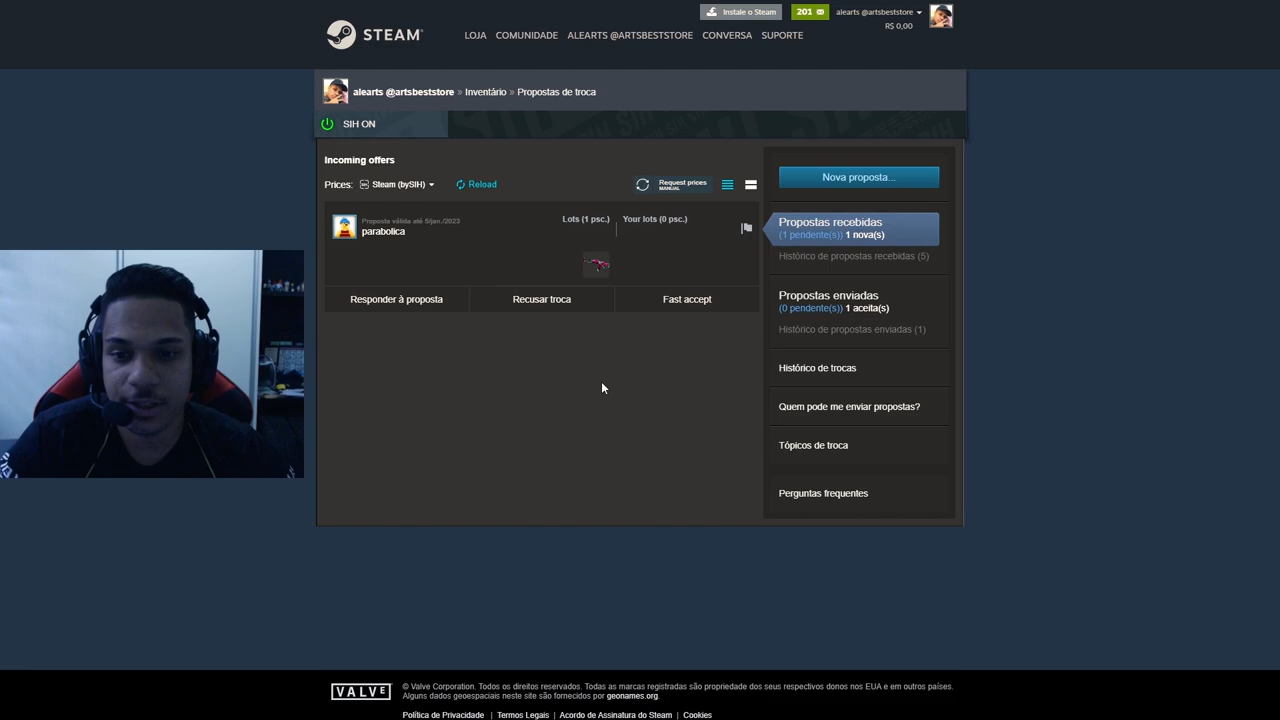 Instale o Steam
201
alearts @artsbeststore
R$ 0,00
STEAM
LOJA COMUNIDADE ALEARTS @ARTSBESTSTORE CONVERSA SUPORTE
alearts @artsbeststore » Inventário » Propostas de troca
SIH ON
Incoming offers
Prices: Steam (bySIH) Reload
Request prices
MANUAL
Proposta válida até 5/jan./2023
parabolica
Lots (1 psc.) Your lots (0 psc.)
Responder à proposta Recusar troca Fast accept
Nova proposta...
Propostas recebidas
(1 pendente(s)) 1 nova(s)
Histórico de propostas recebidas (5)
Propostas enviadas
(0 pendente(s)) 1 aceita(s)
Histórico de propostas enviadas (1)
Histórico de trocas
Quem pode me enviar propostas?
Tópicos de troca
Perguntas frequentes
VALVE
© Valve Corporation. Todos os direitos reservados. Todas as marcas registradas são propriedade dos seus respectivos donos nos EUA e em outros países.
Alguns dados geoespaciais neste site são fornecidos por geonames.org.
Política de Privacidade | Termos Legais | Acordo de Assinatura do Steam | Cookies